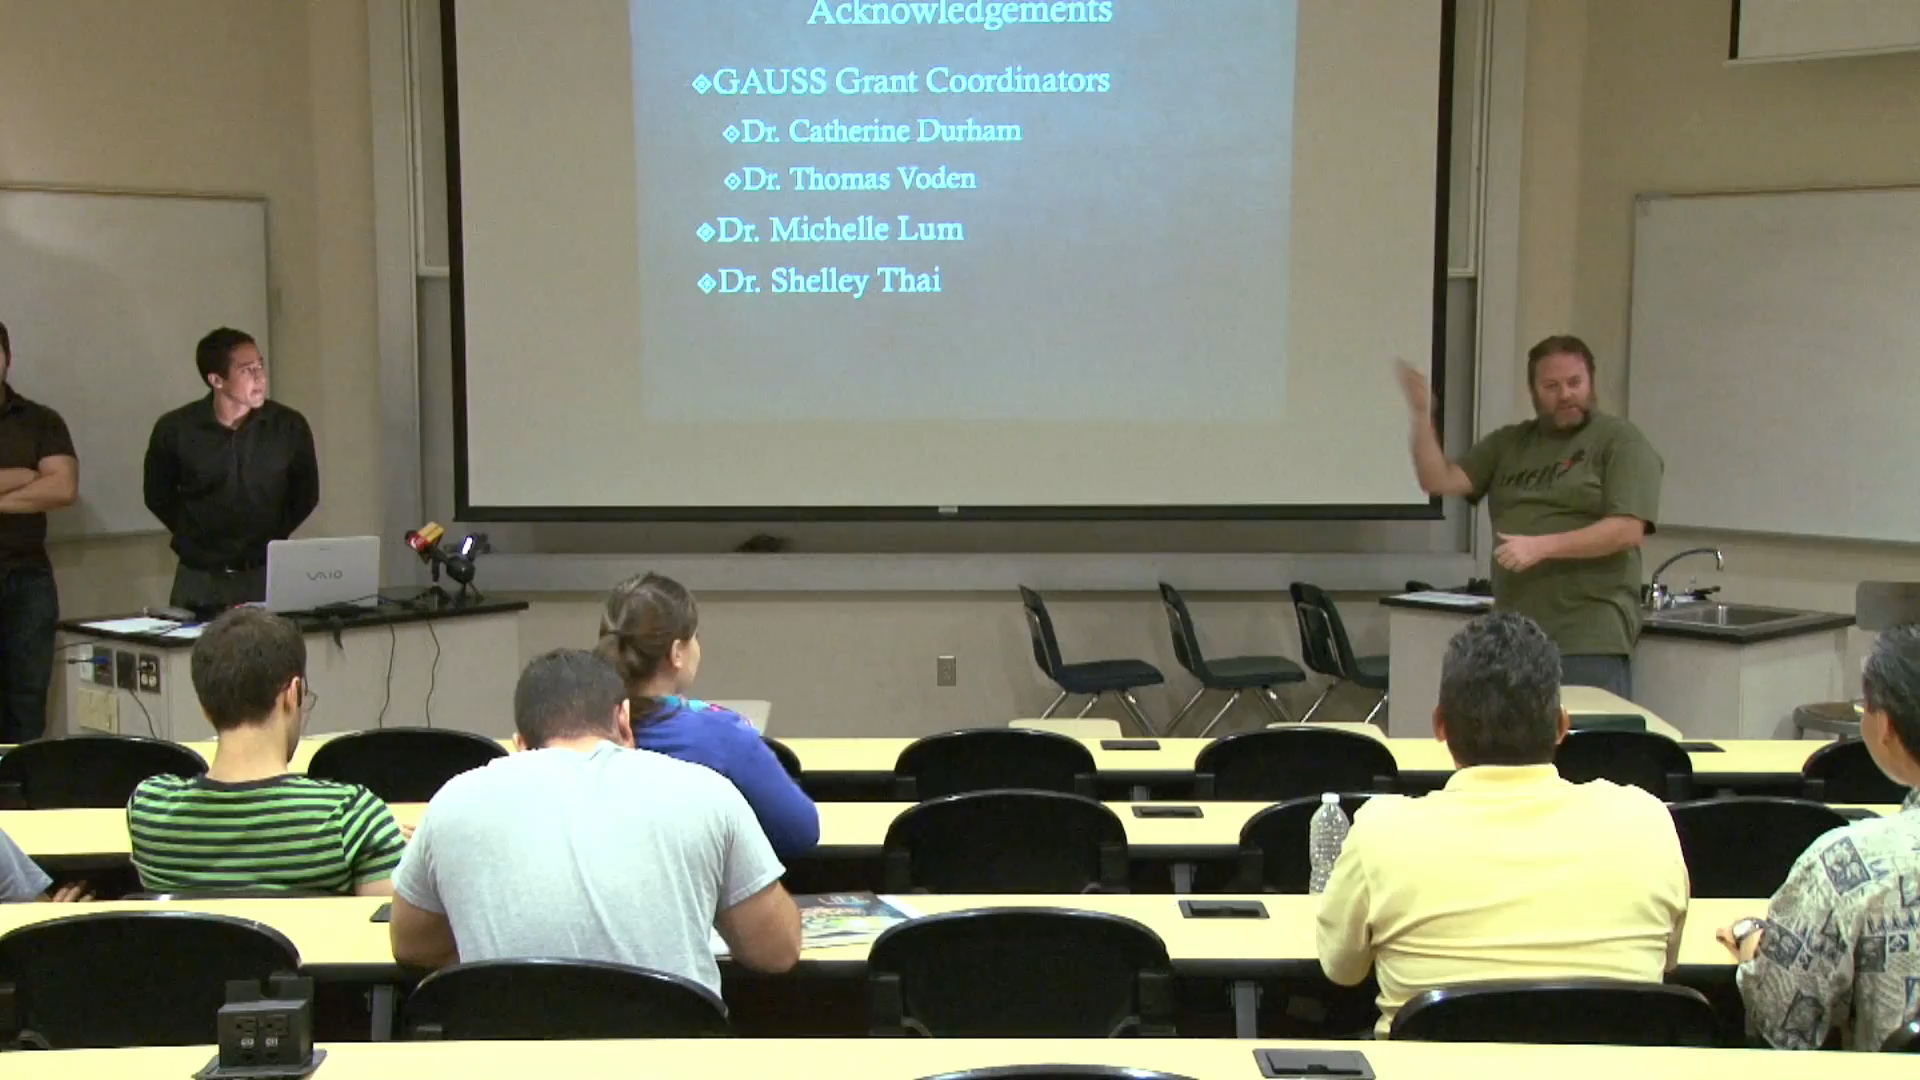 Acknowledgements
GAUSS Grant Coordinators
Dr. Catherine Durham
Dr. Thomas Voden
Dr. Michelle Lum
Dr. Shelley Thai
VAIO